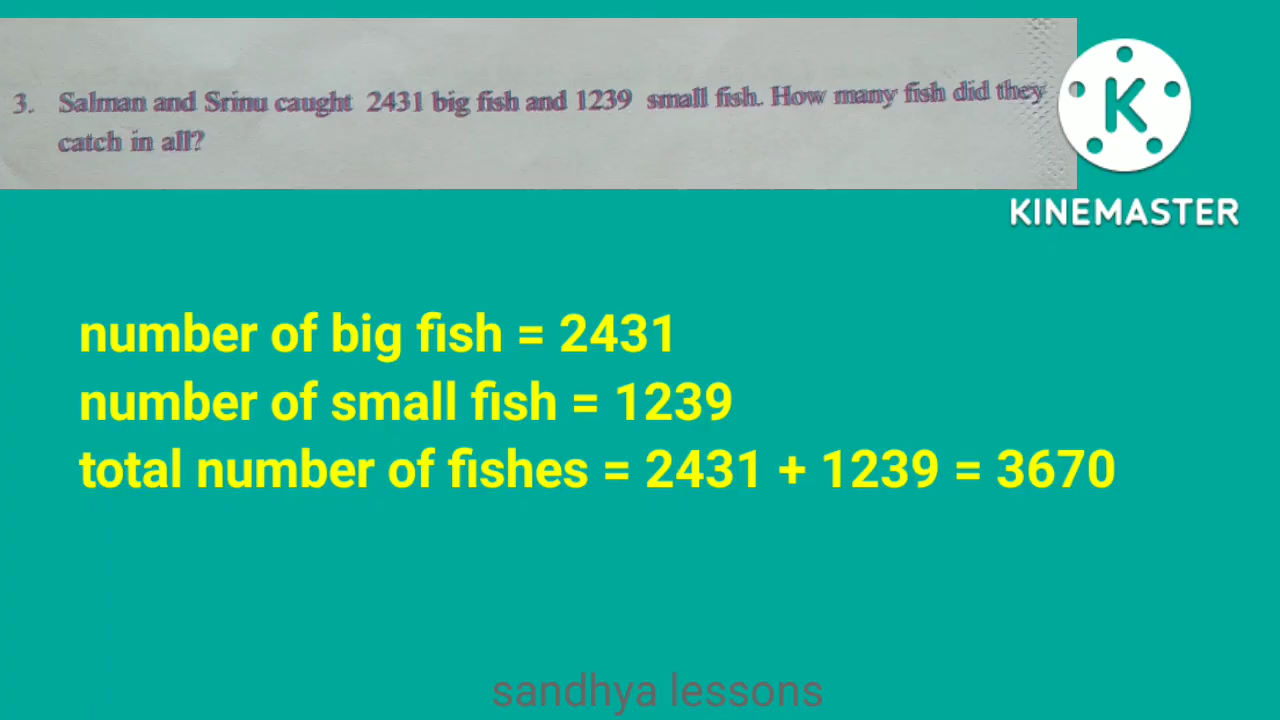 3. Salman and Srinu caught 2431 big fish and 1239 small fish. How many fish did they
catch in all?
K
KINEMASTER
number of big fish = 2431
number of small fish = 1239
total number of fishes = 2431 + 1239 = 3670
sandhya lessons